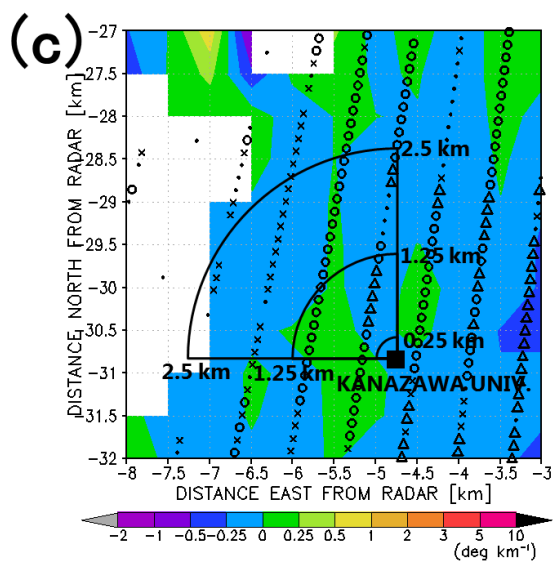 (c)
-27
-27.5
-28
-28.5
-29
-29.5
-30
-30.5
-31
-31.5
-32
DISTANCE NORTH FROM RADAR [km]
2.5 km
1.25 km
0.25 km
2.5 km
1.25 km
KANAZAWA UNIV.
-8 -7.5 -7 -6.5 -6 -5.5 -5 -4.5 -4 -3.5 -3
DISTANCE EAST FROM RADAR [km]
-2 -1 -0.5 -0.25 0 0.25 0.5 1 2 3 5 10
(deg km⁻¹)